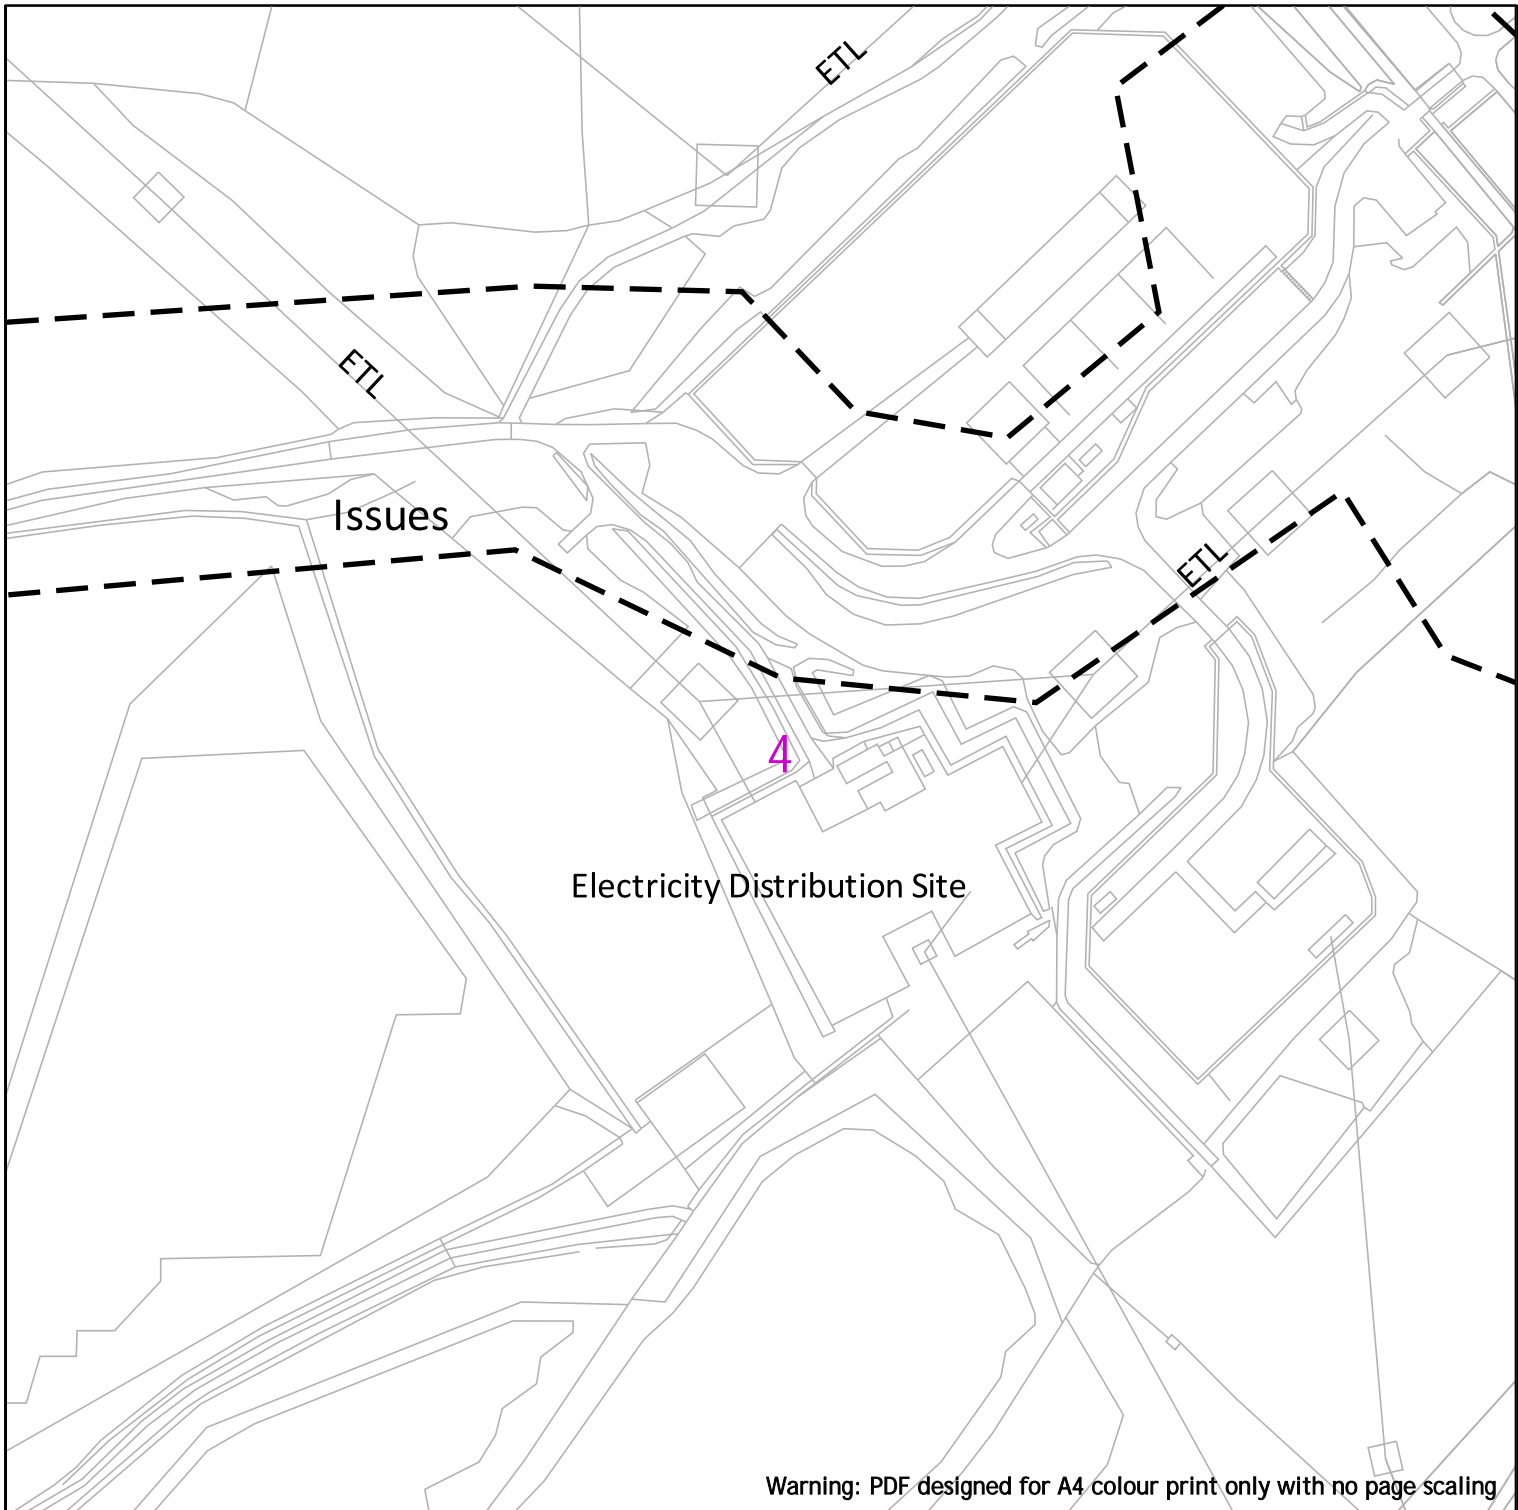 ETL
ETL
Issues
ETL
4
Electricity Distribution Site
Warning: PDF designed for A4 colour print only with no page scaling